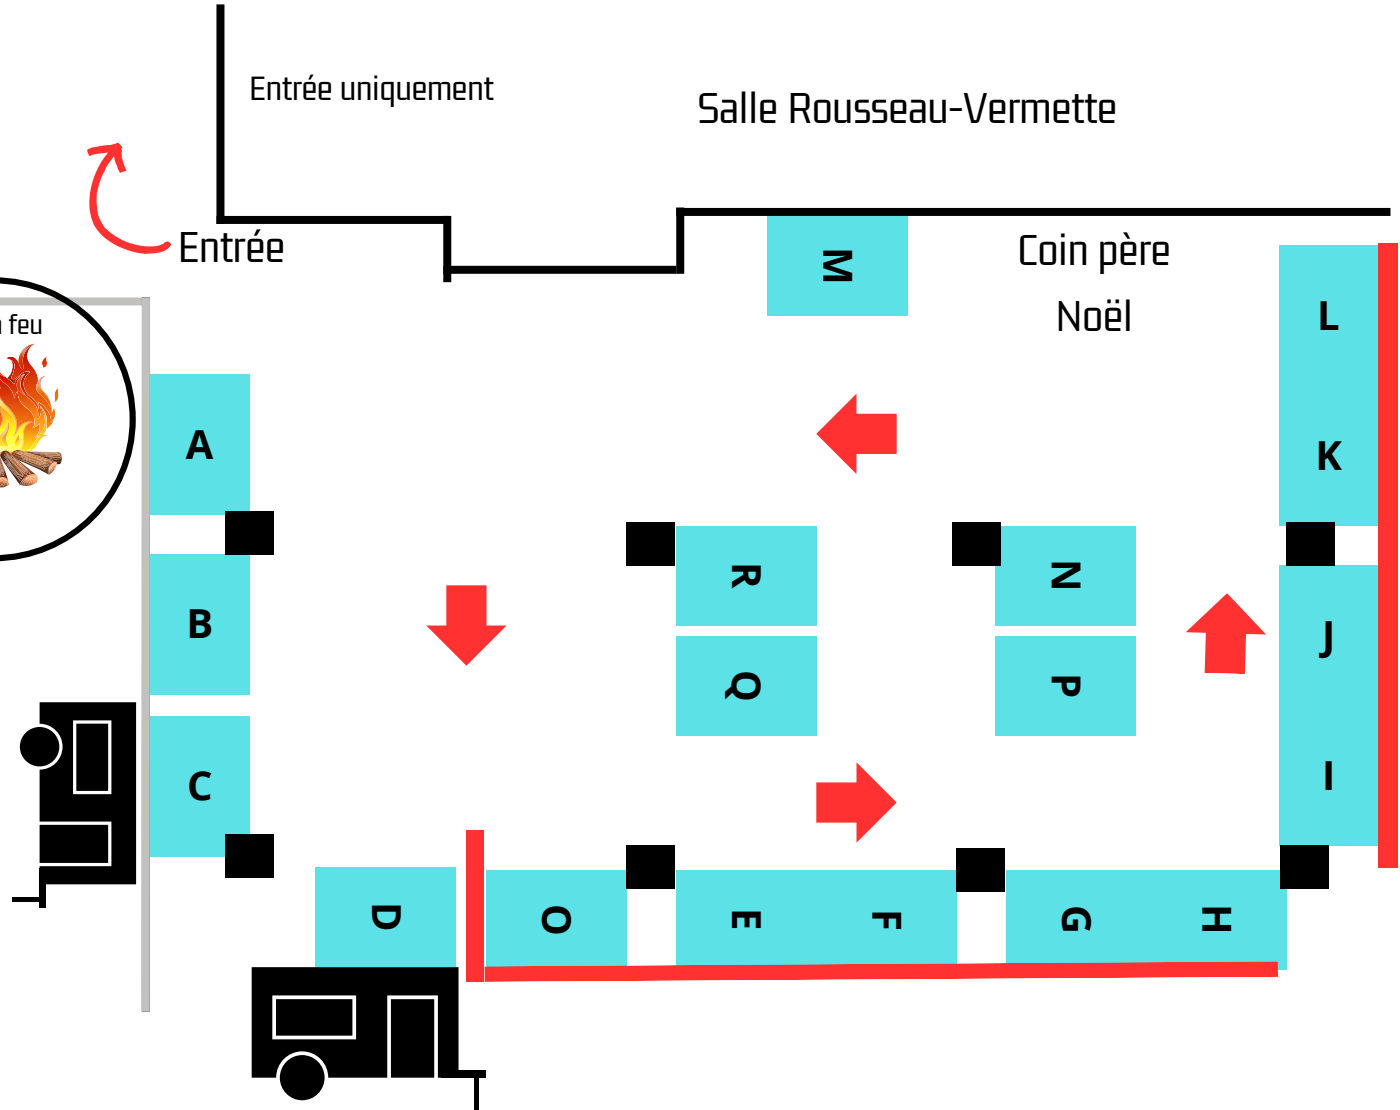 Entrée uniquement
Salle Rousseau-Vermette
Entrée
Coin père
Noël
feu
M
L
A
K
R
N
B
J
Q
P
C
I
D
O
E
F
G
H